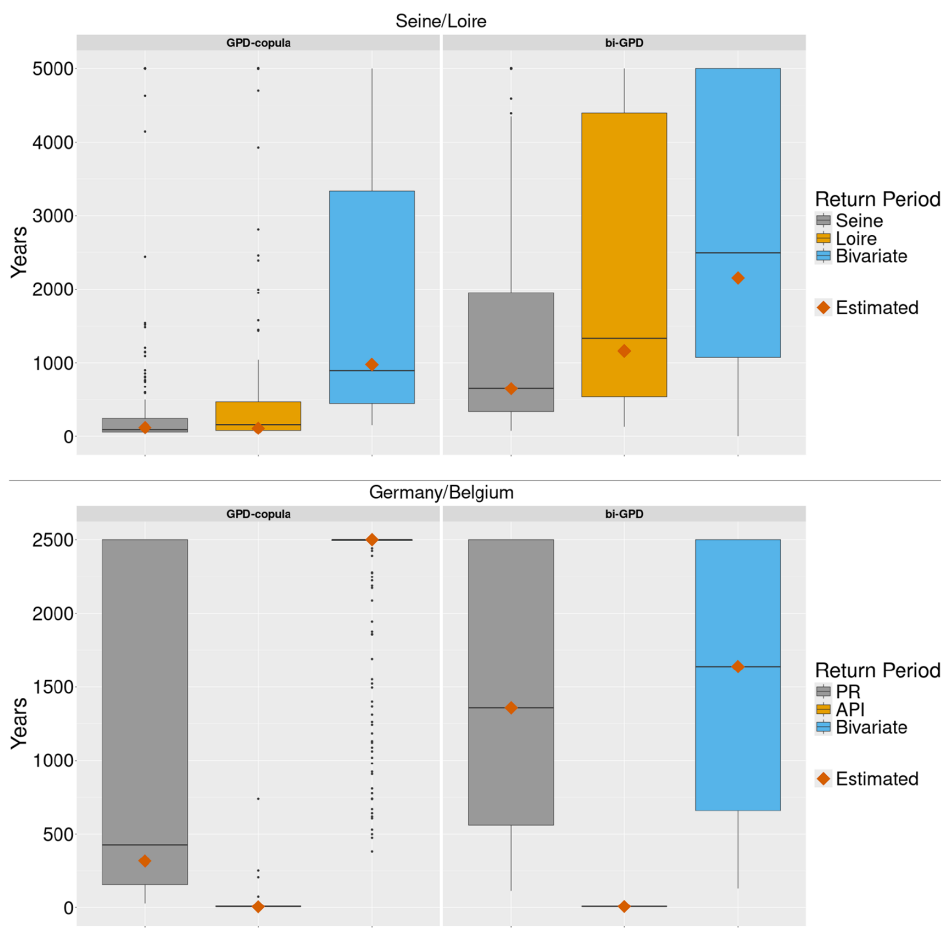 Seine/Loire
GPD-copula
bi-GPD
5000
4000
3000
2000
1000
0
Years
Return Period
Seine
Loire
Bivariate
Estimated
Germany/Belgium
GPD-copula
bi-GPD
2500
2000
1500
1000
500
0
Years
Return Period
PR
API
Bivariate
Estimated